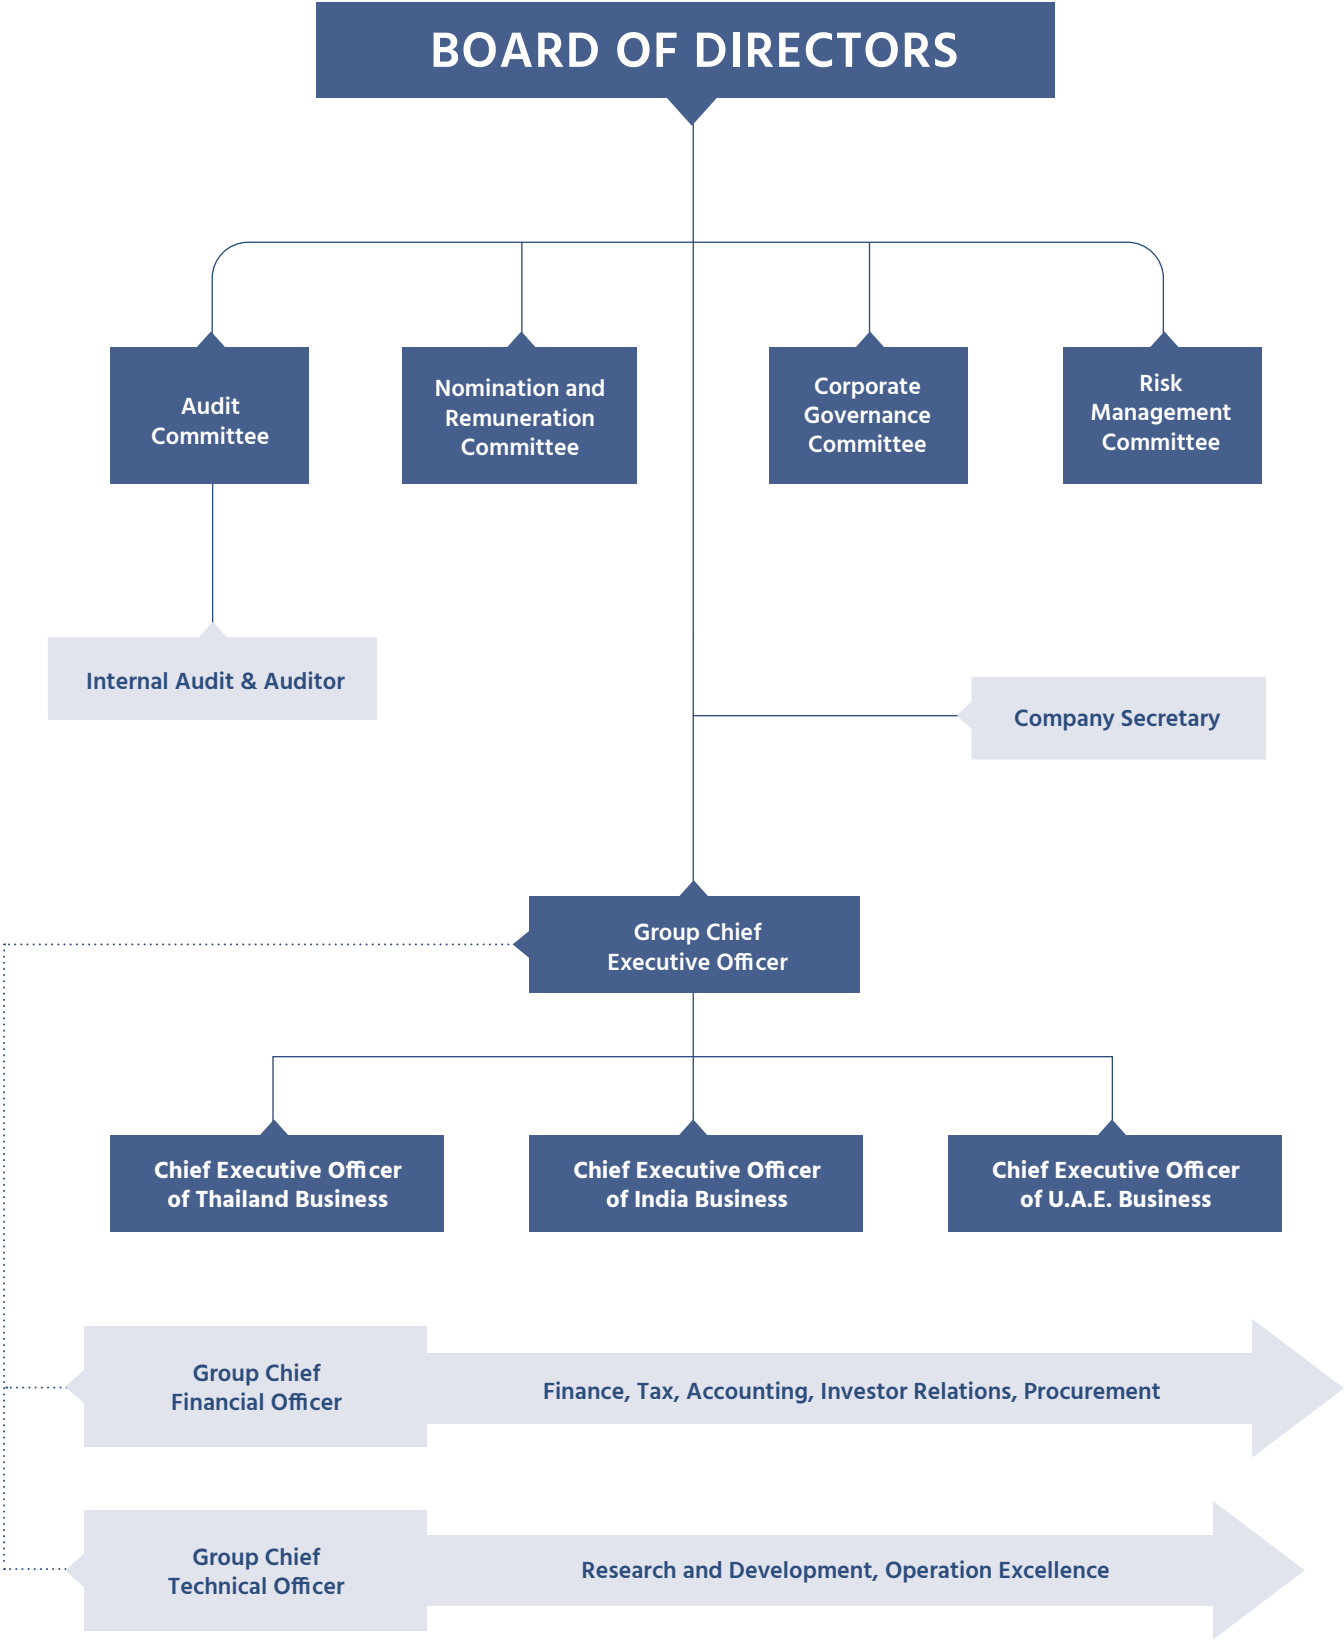 BOARD OF DIRECTORS
Audit
Committee
Nomination and
Remuneration
Committee
Corporate
Governance
Committee
Risk
Management
Committee
Internal Audit & Auditor
Company Secretary
Group Chief
Executive Officer
Chief Executive Officer
of Thailand Business
Chief Executive Officer
of India Business
Chief Executive Officer
of U.A.E. Business
Group Chief
Financial Officer
Finance, Tax, Accounting, Investor Relations, Procurement
Group Chief
Technical Officer
Research and Development, Operation Excellence